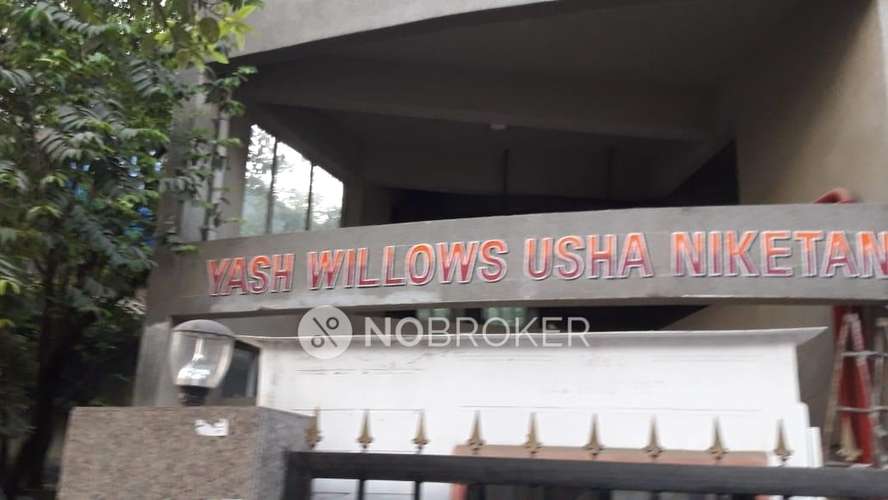 YASH WILLOWS USHA NIKETAN
NOBROKER